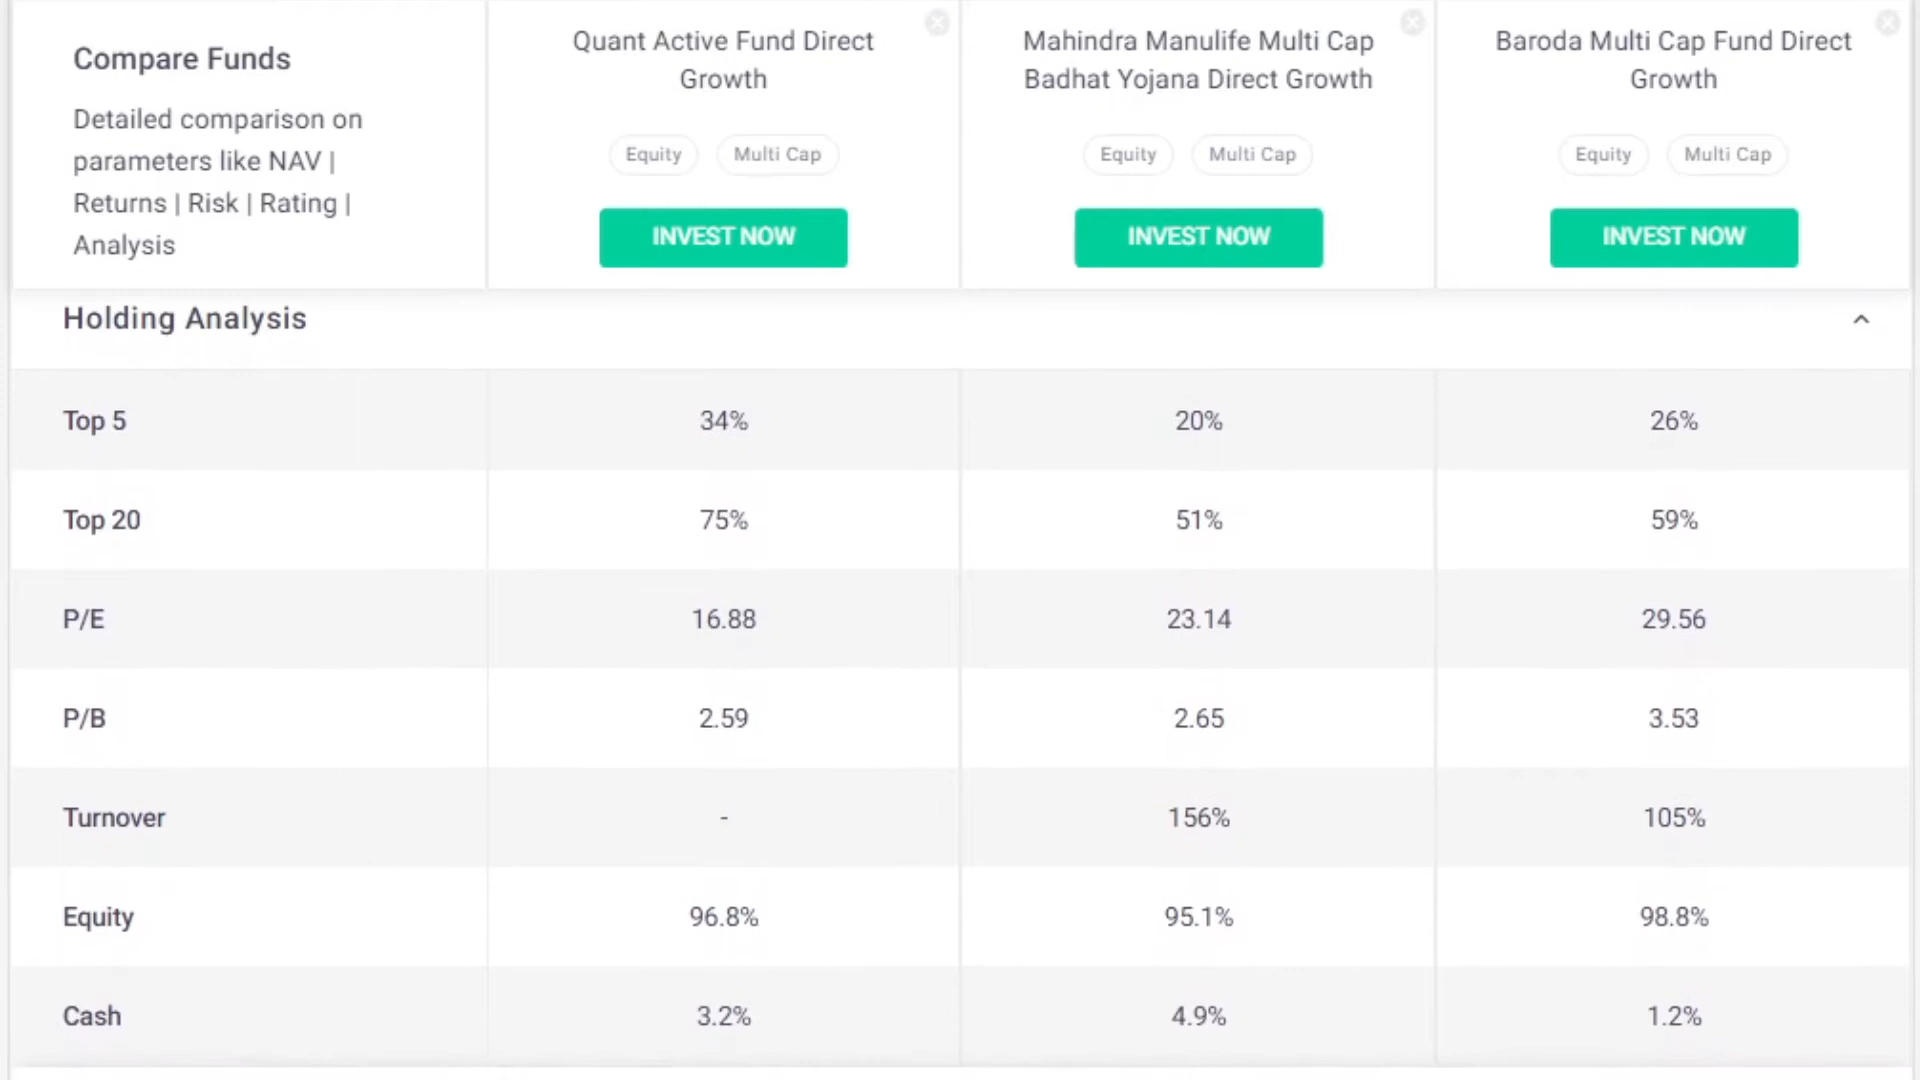 Compare Funds
Detailed comparison on
parameters like NAV |
Returns | Risk | Rating |
Analysis
Quant Active Fund Direct
Growth
Equity Multi Cap
INVEST NOW
Mahindra Manulife Multi Cap
Badhat Yojana Direct Growth
Equity Multi Cap
INVEST NOW
Baroda Multi Cap Fund Direct
Growth
Equity Multi Cap
INVEST NOW
Holding Analysis
Top 5 34% 20% 26%
Top 20 75% 51% 59%
P/E 16.88 23.14 29.56
P/B 2.59 2.65 3.53
Turnover - 156% 105%
Equity 96.8% 95.1% 98.8%
Cash 3.2% 4.9% 1.2%